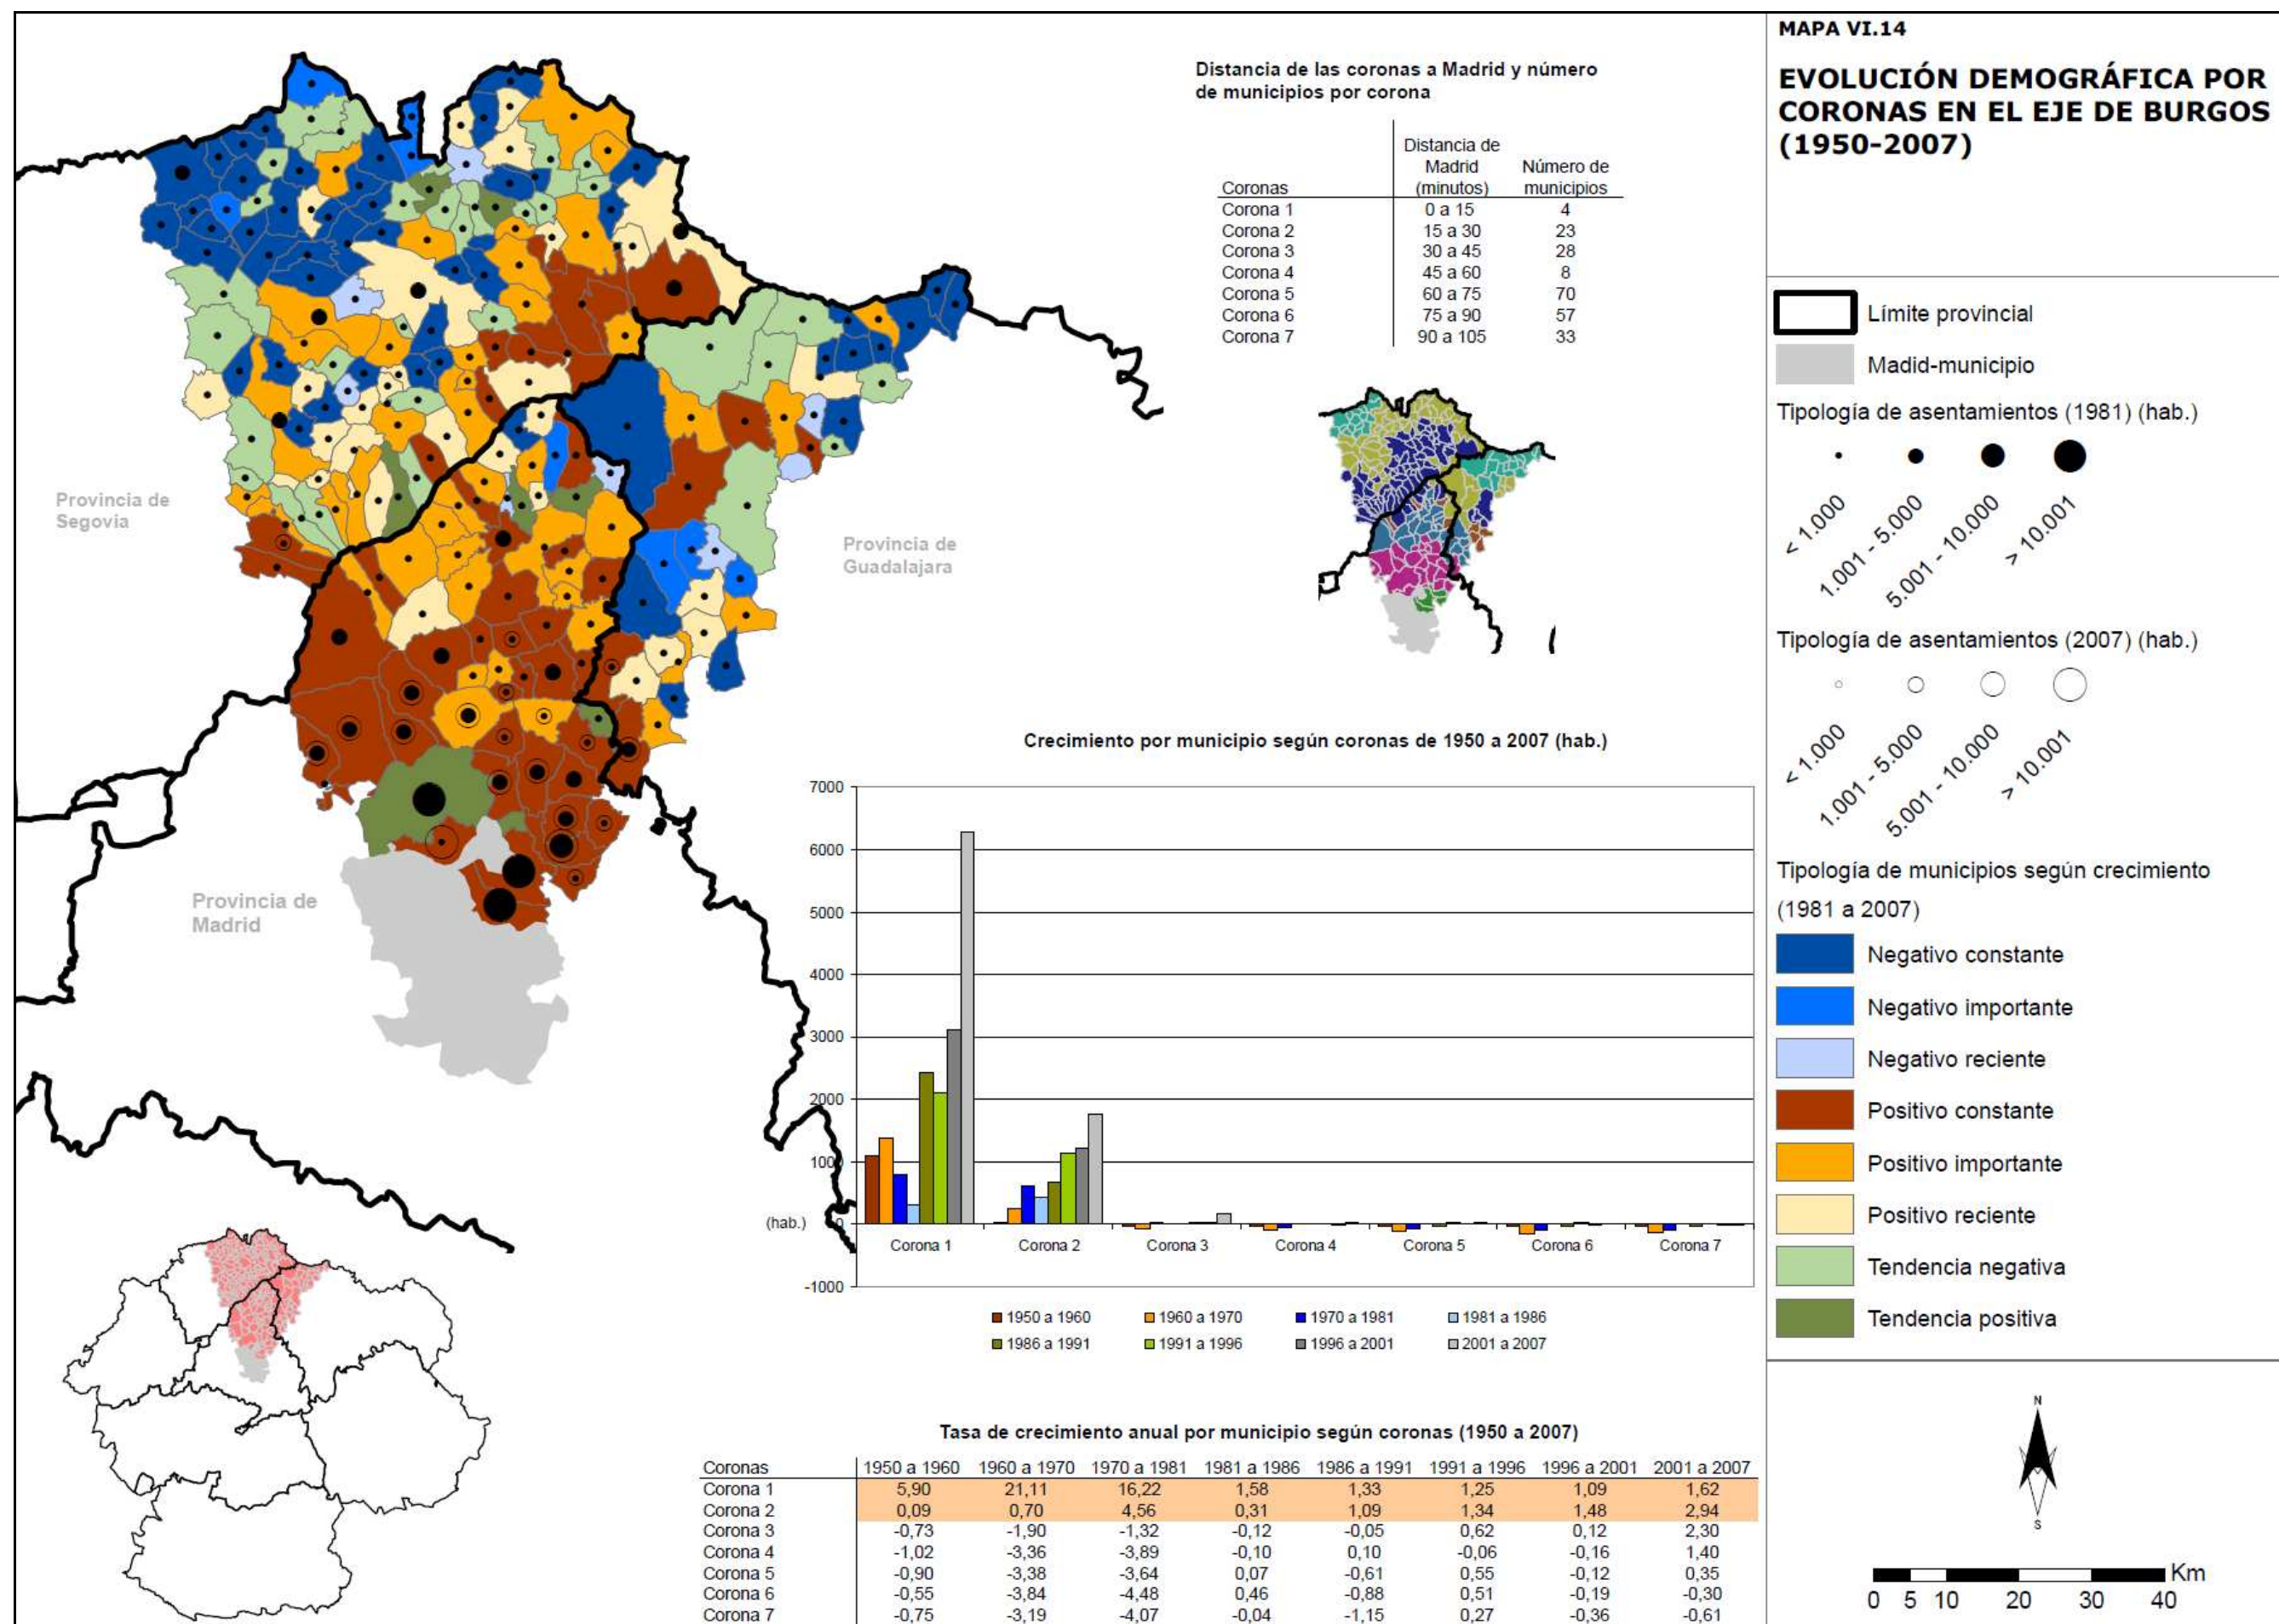 MAPA VI.14
EVOLUCIÓN DEMOGRÁFICA POR
CORONAS EN EL EJE DE BURGOS
(1950-2007)
Distancia de las coronas a Madrid y número
de municipios por corona
Coronas Distancia de Madrid (minutos) Número de municipios
Corona 1 0 a 15 4
Corona 2 15 a 30 23
Corona 3 30 a 45 28
Corona 4 45 a 60 8
Corona 5 60 a 75 70
Corona 6 75 a 90 57
Corona 7 90 a 105 33
Provincia de
Segovia
Provincia de
Guadalajara
Provincia de
Madrid
Límite provincial
Madid-municipio
Tipología de asentamientos (1981) (hab.)
< 1.000
1.001 - 5.000
5.001 - 10.000
> 10.001
Tipología de asentamientos (2007) (hab.)
< 1.000
1.001 - 5.000
5.001 - 10.000
> 10.001
Tipología de municipios según crecimiento
(1981 a 2007)
Negativo constante
Negativo importante
Negativo reciente
Positivo constante
Positivo importante
Positivo reciente
Tendencia negativa
Tendencia positiva
Crecimiento por municipio según coronas de 1950 a 2007 (hab.)
7000
6000
5000
4000
3000
2000
1000
(hab.) 0
-1000
Corona 1 Corona 2 Corona 3 Corona 4 Corona 5 Corona 6 Corona 7
1950 a 1960 1960 a 1970 1970 a 1981 1981 a 1986
1986 a 1991 1991 a 1996 1996 a 2001 2001 a 2007
Tasa de crecimiento anual por municipio según coronas (1950 a 2007)
Coronas 1950 a 1960 1960 a 1970 1970 a 1981 1981 a 1986 1986 a 1991 1991 a 1996 1996 a 2001 2001 a 2007
Corona 1 5,90 21,11 16,22 1,58 1,33 1,25 1,09 1,62
Corona 2 0,09 0,70 4,56 0,31 1,09 1,34 1,48 2,94
Corona 3 -0,73 -1,90 -1,32 -0,12 -0,05 0,62 0,12 2,30
Corona 4 -1,02 -3,36 -3,89 -0,10 0,10 -0,06 -0,16 1,40
Corona 5 -0,90 -3,38 -3,64 0,07 -0,61 0,55 -0,12 0,35
Corona 6 -0,55 -3,84 -4,48 0,46 -0,88 0,51 -0,19 -0,30
Corona 7 -0,75 -3,19 -4,07 -0,04 -1,15 0,27 -0,36 -0,61
N
S
Km
0 5 10 20 30 40